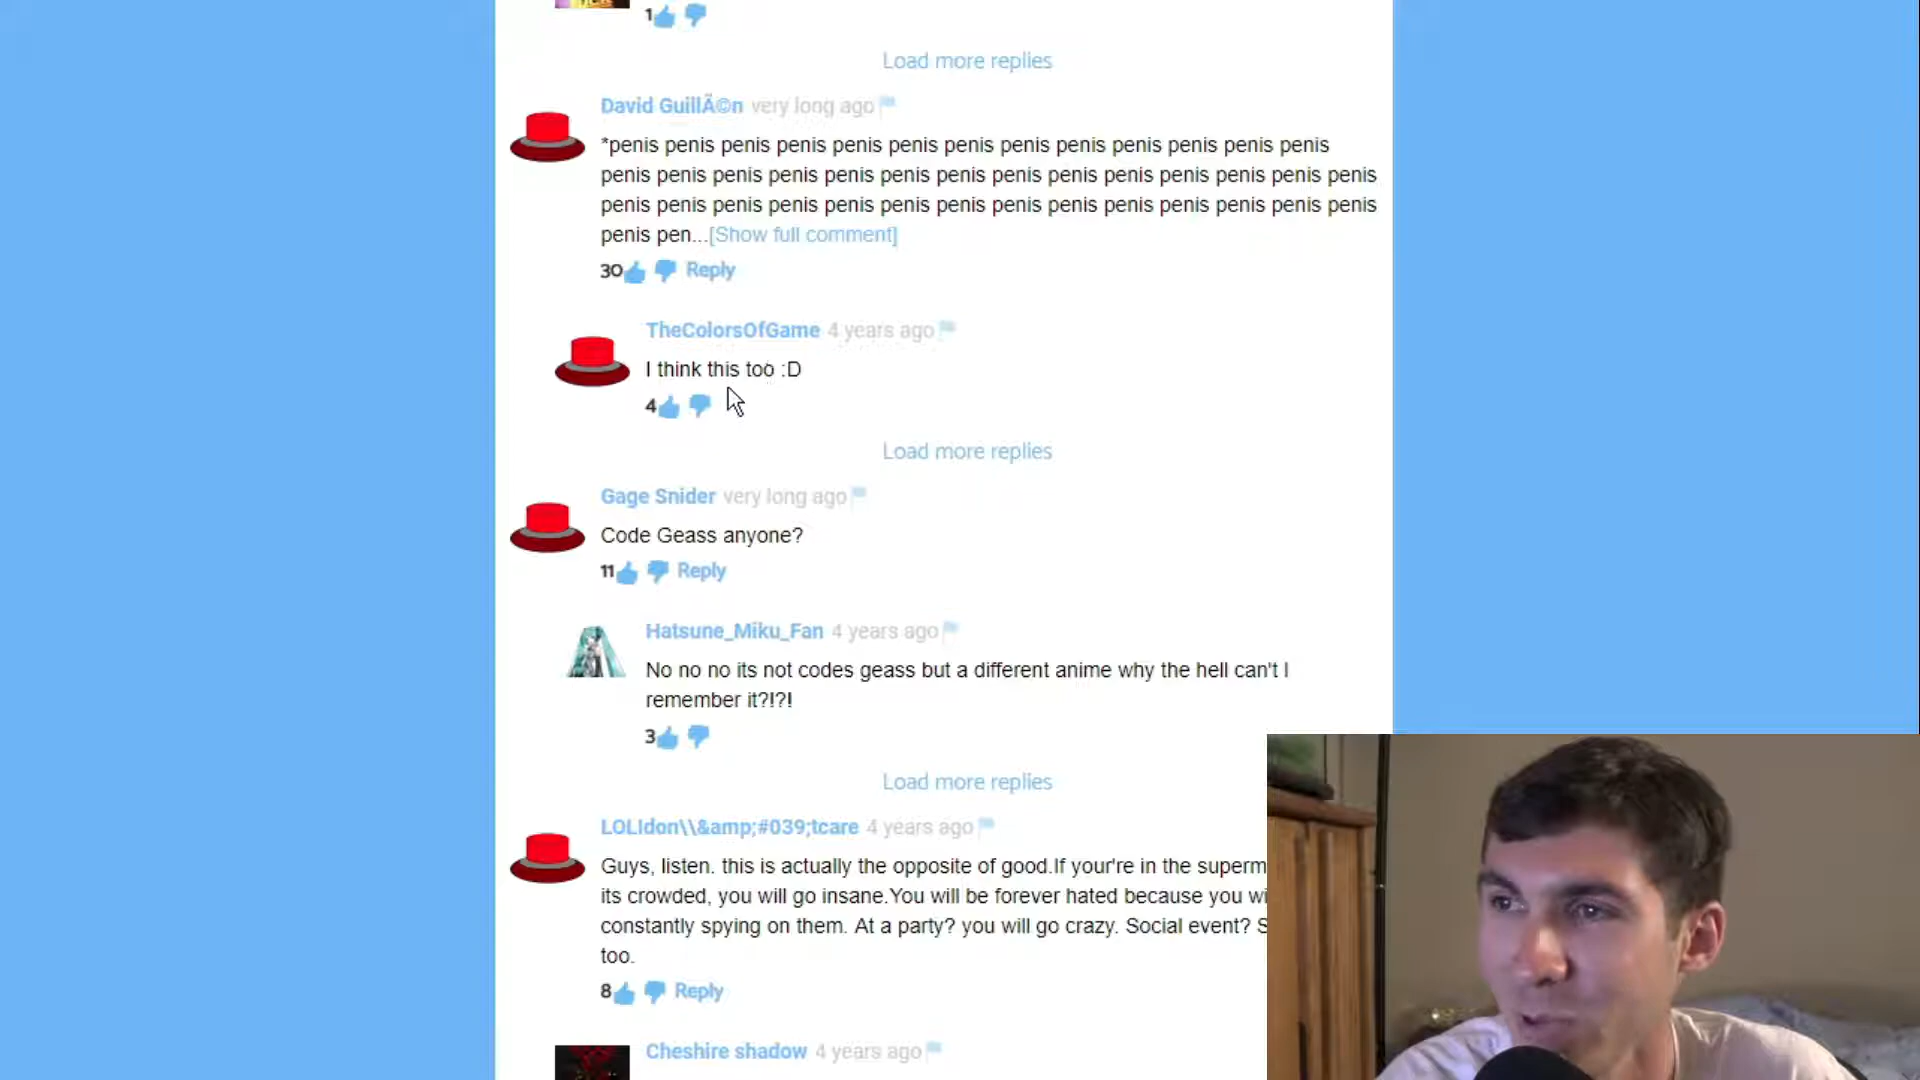 1
Load more replies
David GuillÃ©n very long ago
*penis penis penis penis penis penis penis penis penis penis penis penis penis
penis penis penis penis penis penis penis penis penis penis penis penis penis penis
penis penis penis penis penis penis penis penis penis penis penis penis penis penis
penis pen...[Show full comment]
30 Reply
TheColorsOfGame 4 years ago
I think this too :D
4
Load more replies
Gage Snider very long ago
Code Geass anyone?
11 Reply
Hatsune_Miku_Fan 4 years ago
No no no its not codes geass but a different anime why the hell can't I
remember it?!?!
3
Load more replies
LOLIdon\\&amp;#039;tcare 4 years ago
Guys, listen. this is actually the opposite of good.If your're in the superm
its crowded, you will go insane.You will be forever hated because you wi
constantly spying on them. At a party? you will go crazy. Social event? S
too.
8 Reply
Cheshire shadow 4 years ago